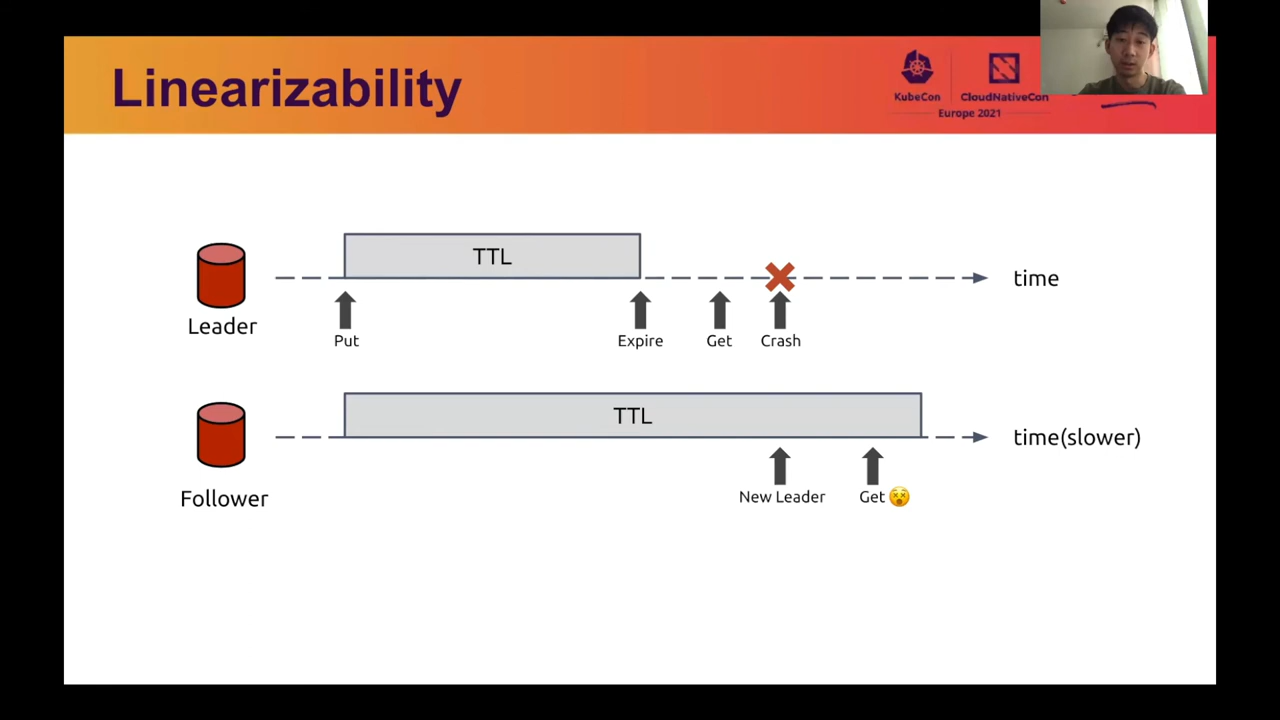 Linearizability
KubeCon
CloudNativeCon
Europe 2021
TTL
time
Leader
Put
Expire
Get
Crash
TTL
time(slower)
Follower
New Leader
Get